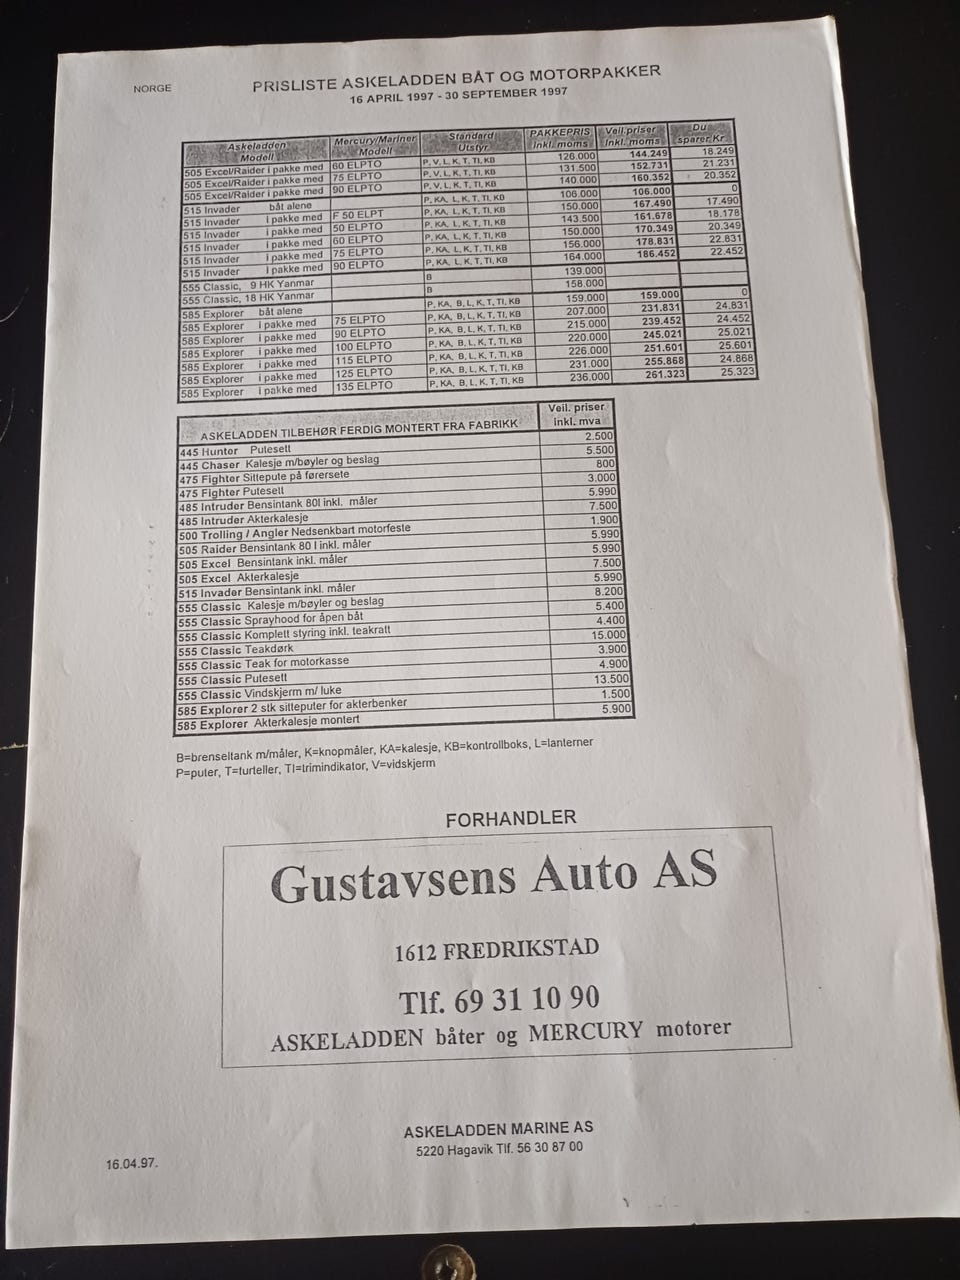 NORGE
PRISLISTE ASKELADDEN BÅT OG MOTORPAKKER
16 APRIL 1997 - 30 SEPTEMBER 1997
Askeladden Modell Mercury/Mariner Modell Standard Utstyr PAKKEPRIS inkl. moms Veil.priser inkl. moms Du sparer Kr.
505 Excel/Raider i pakke med 60 ELPTO P, V, L, K, T, TI, KB 126.000 144.249 18.249
505 Excel/Raider i pakke med 75 ELPTO P, V, L, K, T, TI, KB 131.500 152.731 21.231
505 Excel/Raider i pakke med 90 ELPTO P, V, L, K, T, TI, KB 140.000 160.352 20.352
515 Invader båt alene P, KA, L, K, T, TI, KB 106.000 106.000 0
515 Invader i pakke med F 50 ELPT P, KA, L, K, T, TI, KB 150.000 167.490 17.490
515 Invader i pakke med 50 ELPTO P, KA, L, K, T, TI, KB 143.500 161.678 18.178
515 Invader i pakke med 60 ELPTO P, KA, L, K, T, TI, KB 150.000 170.349 20.349
515 Invader i pakke med 75 ELPTO P, KA, L, K, T, TI, KB 156.000 178.831 22.831
515 Invader i pakke med 90 ELPTO P, KA, L, K, T, TI, KB 164.000 186.452 22.452
555 Classic, 9 HK Yanmar B 139.000
555 Classic, 18 HK Yanmar B 158.000
585 Explorer båt alene P, KA, B, L, K, T, TI, KB 159.000 159.000 0
585 Explorer i pakke med 75 ELPTO P, KA, B, L, K, T, TI, KB 207.000 231.831 24.831
585 Explorer i pakke med 90 ELPTO P, KA, B, L, K, T, TI, KB 215.000 239.452 24.452
585 Explorer i pakke med 100 ELPTO P, KA, B, L, K, T, TI, KB 220.000 245.021 25.021
585 Explorer i pakke med 115 ELPTO P, KA, B, L, K, T, TI, KB 226.000 251.601 25.601
585 Explorer i pakke med 125 ELPTO P, KA, B, L, K, T, TI, KB 231.000 255.868 24.868
585 Explorer i pakke med 135 ELPTO P, KA, B, L, K, T, TI, KB 236.000 261.323 25.323
ASKELADDEN TILBEHØR FERDIG MONTERT FRA FABRIKK Veil. priser inkl. mva
445 Hunter Putesett 2.500
445 Chaser Kalesje m/bøyler og beslag 5.500
475 Fighter Sittepute på førersete 800
475 Fighter Putesett 3.000
485 Intruder Bensintank 80l inkl. måler 5.990
485 Intruder Akterkalesje 7.500
500 Trolling / Angler Nedsenkbart motorfeste 1.900
505 Raider Bensintank 80 l inkl. måler 5.990
505 Excel Bensintank inkl. måler 5.990
505 Excel Akterkalesje 7.500
515 Invader Bensintank inkl. måler 5.990
555 Classic Kalesje m/bøyler og beslag 8.200
555 Classic Sprayhood for åpen båt 5.400
555 Classic Komplett styring inkl. teakratt 4.400
555 Classic Teakdørk 15.000
555 Classic Teak for motorkasse 3.900
555 Classic Putesett 4.900
555 Classic Vindskjerm m/ luke 13.500
585 Explorer 2 stk sitteputer for akterbenker 1.500
585 Explorer Akterkalesje montert 5.900
B=brenseltank m/måler, K=knopmåler, KA=kalesje, KB=kontrollboks, L=lanterner
P=puter, T=turteller, TI=trimindikator, V=vidskjerm
FORHANDLER
Gustavsens Auto AS
1612 FREDRIKSTAD
Tlf. 69 31 10 90
ASKELADDEN båter og MERCURY motorer
ASKELADDEN MARINE AS
5220 Hagavik Tlf. 56 30 87 00
16.04.97.